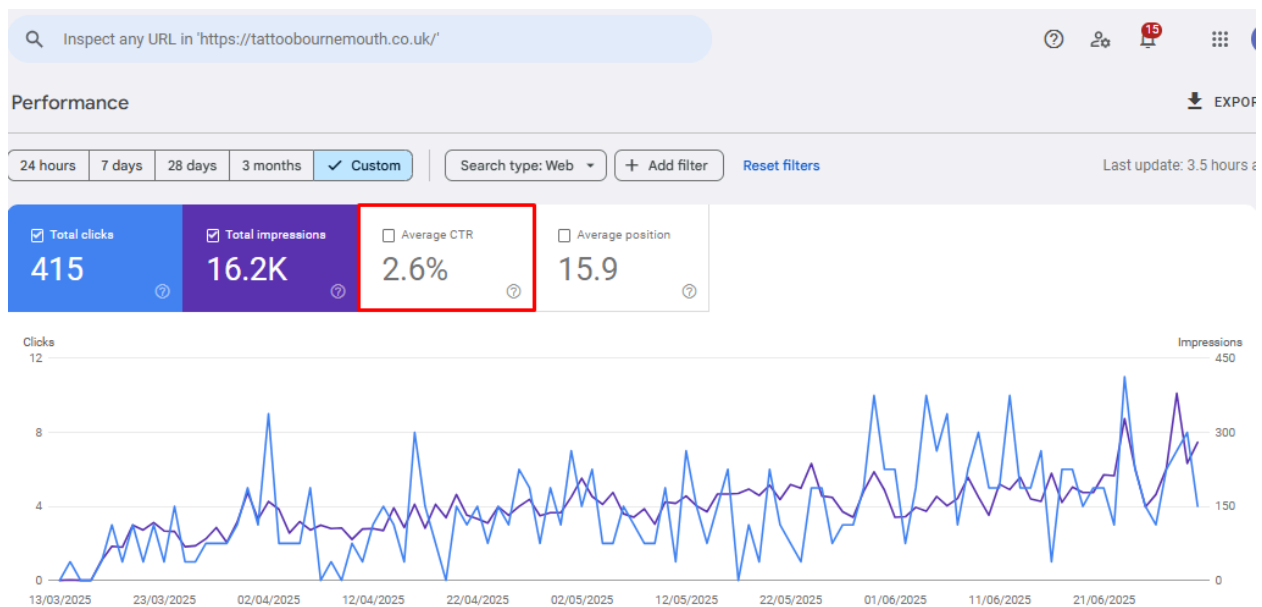 Inspect any URL in 'https://tattoobournemouth.co.uk/'
15
Performance
EXPOR
24 hours 7 days 28 days 3 months Custom Search type: Web Add filter Reset filters Last update: 3.5 hours a
Total clicks Total impressions Average CTR Average position
415 16.2K 2.6% 15.9
Clicks Impressions
12 450
8 300
4 150
0 0
13/03/2025 23/03/2025 02/04/2025 12/04/2025 22/04/2025 02/05/2025 12/05/2025 22/05/2025 01/06/2025 11/06/2025 21/06/2025